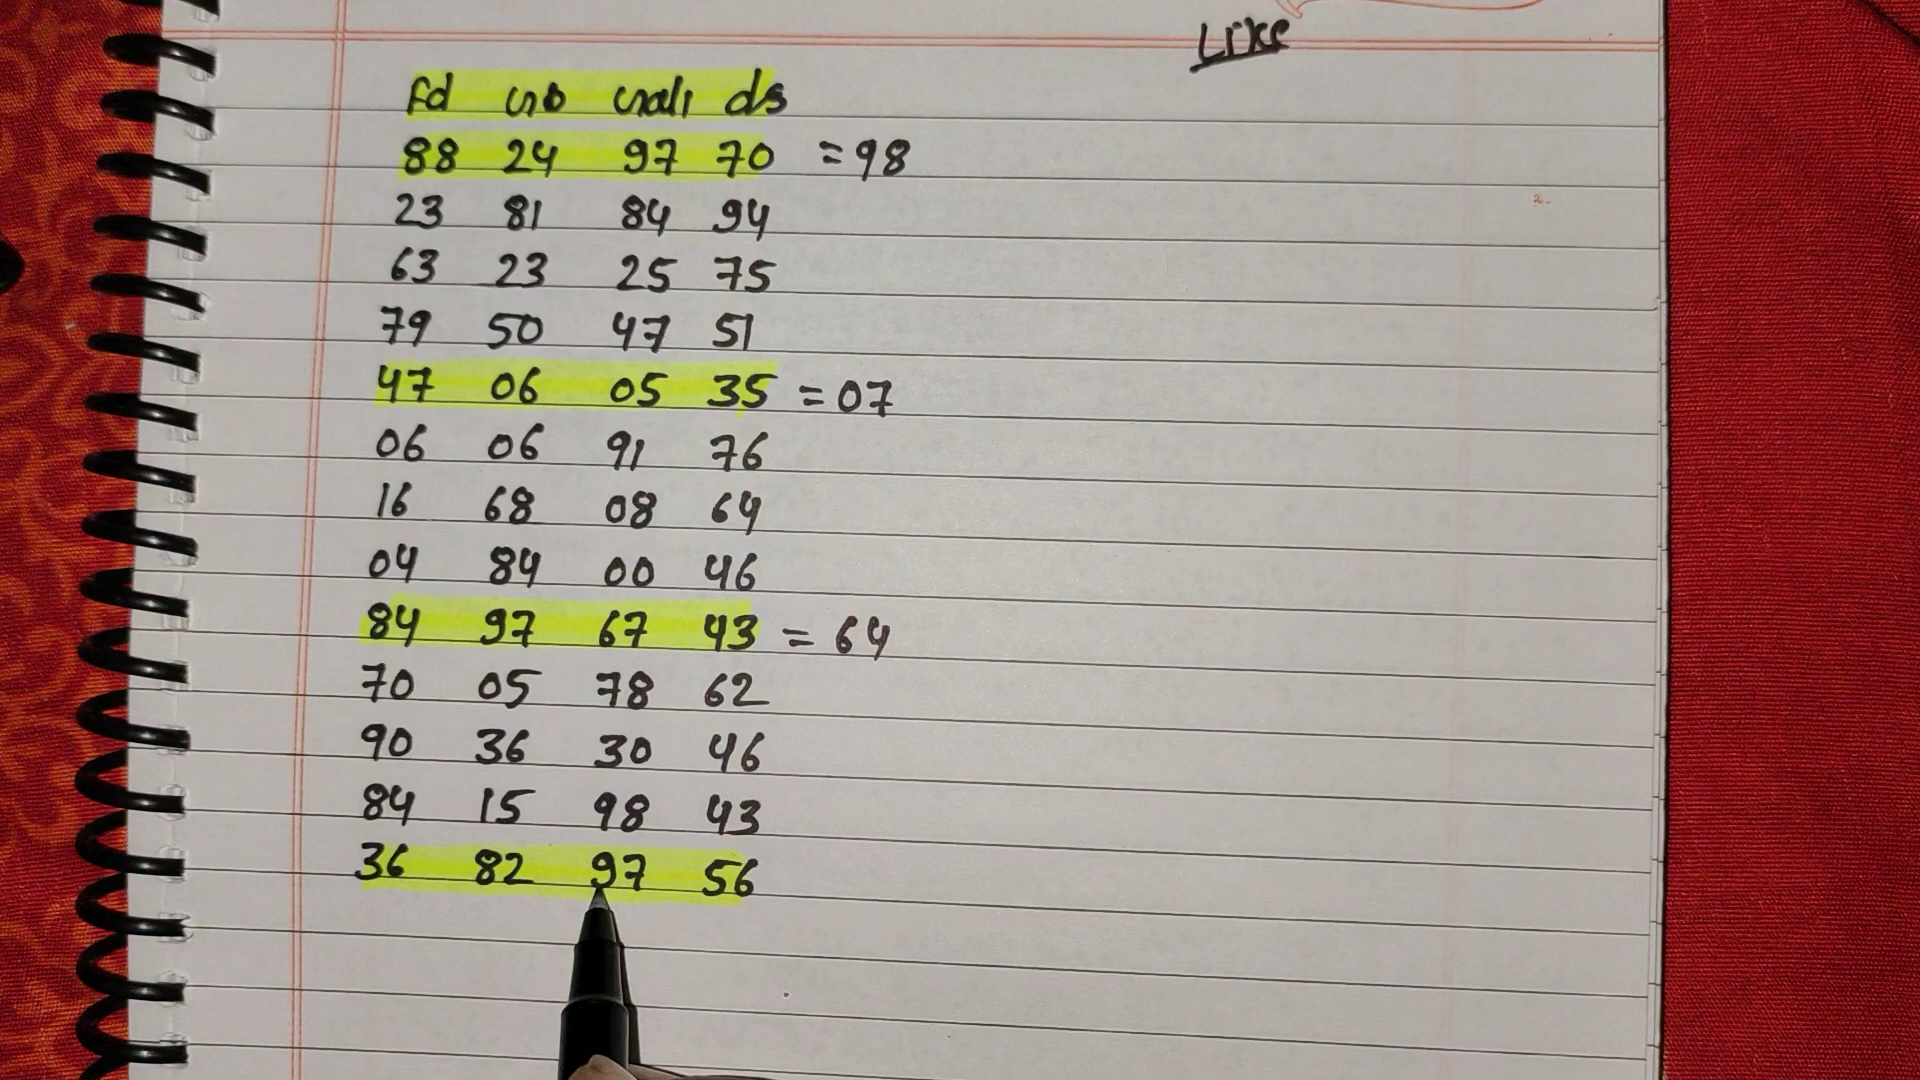 Like
fd gb gali ds
88 24 97 70 = 98
23 81 84 94
63 23 25 75
79 50 47 51
47 06 05 35 = 07
06 06 91 76
16 68 08 64
04 84 00 46
84 97 67 43 = 64
70 05 78 62
90 36 30 46
84 15 98 43
36 82 97 56